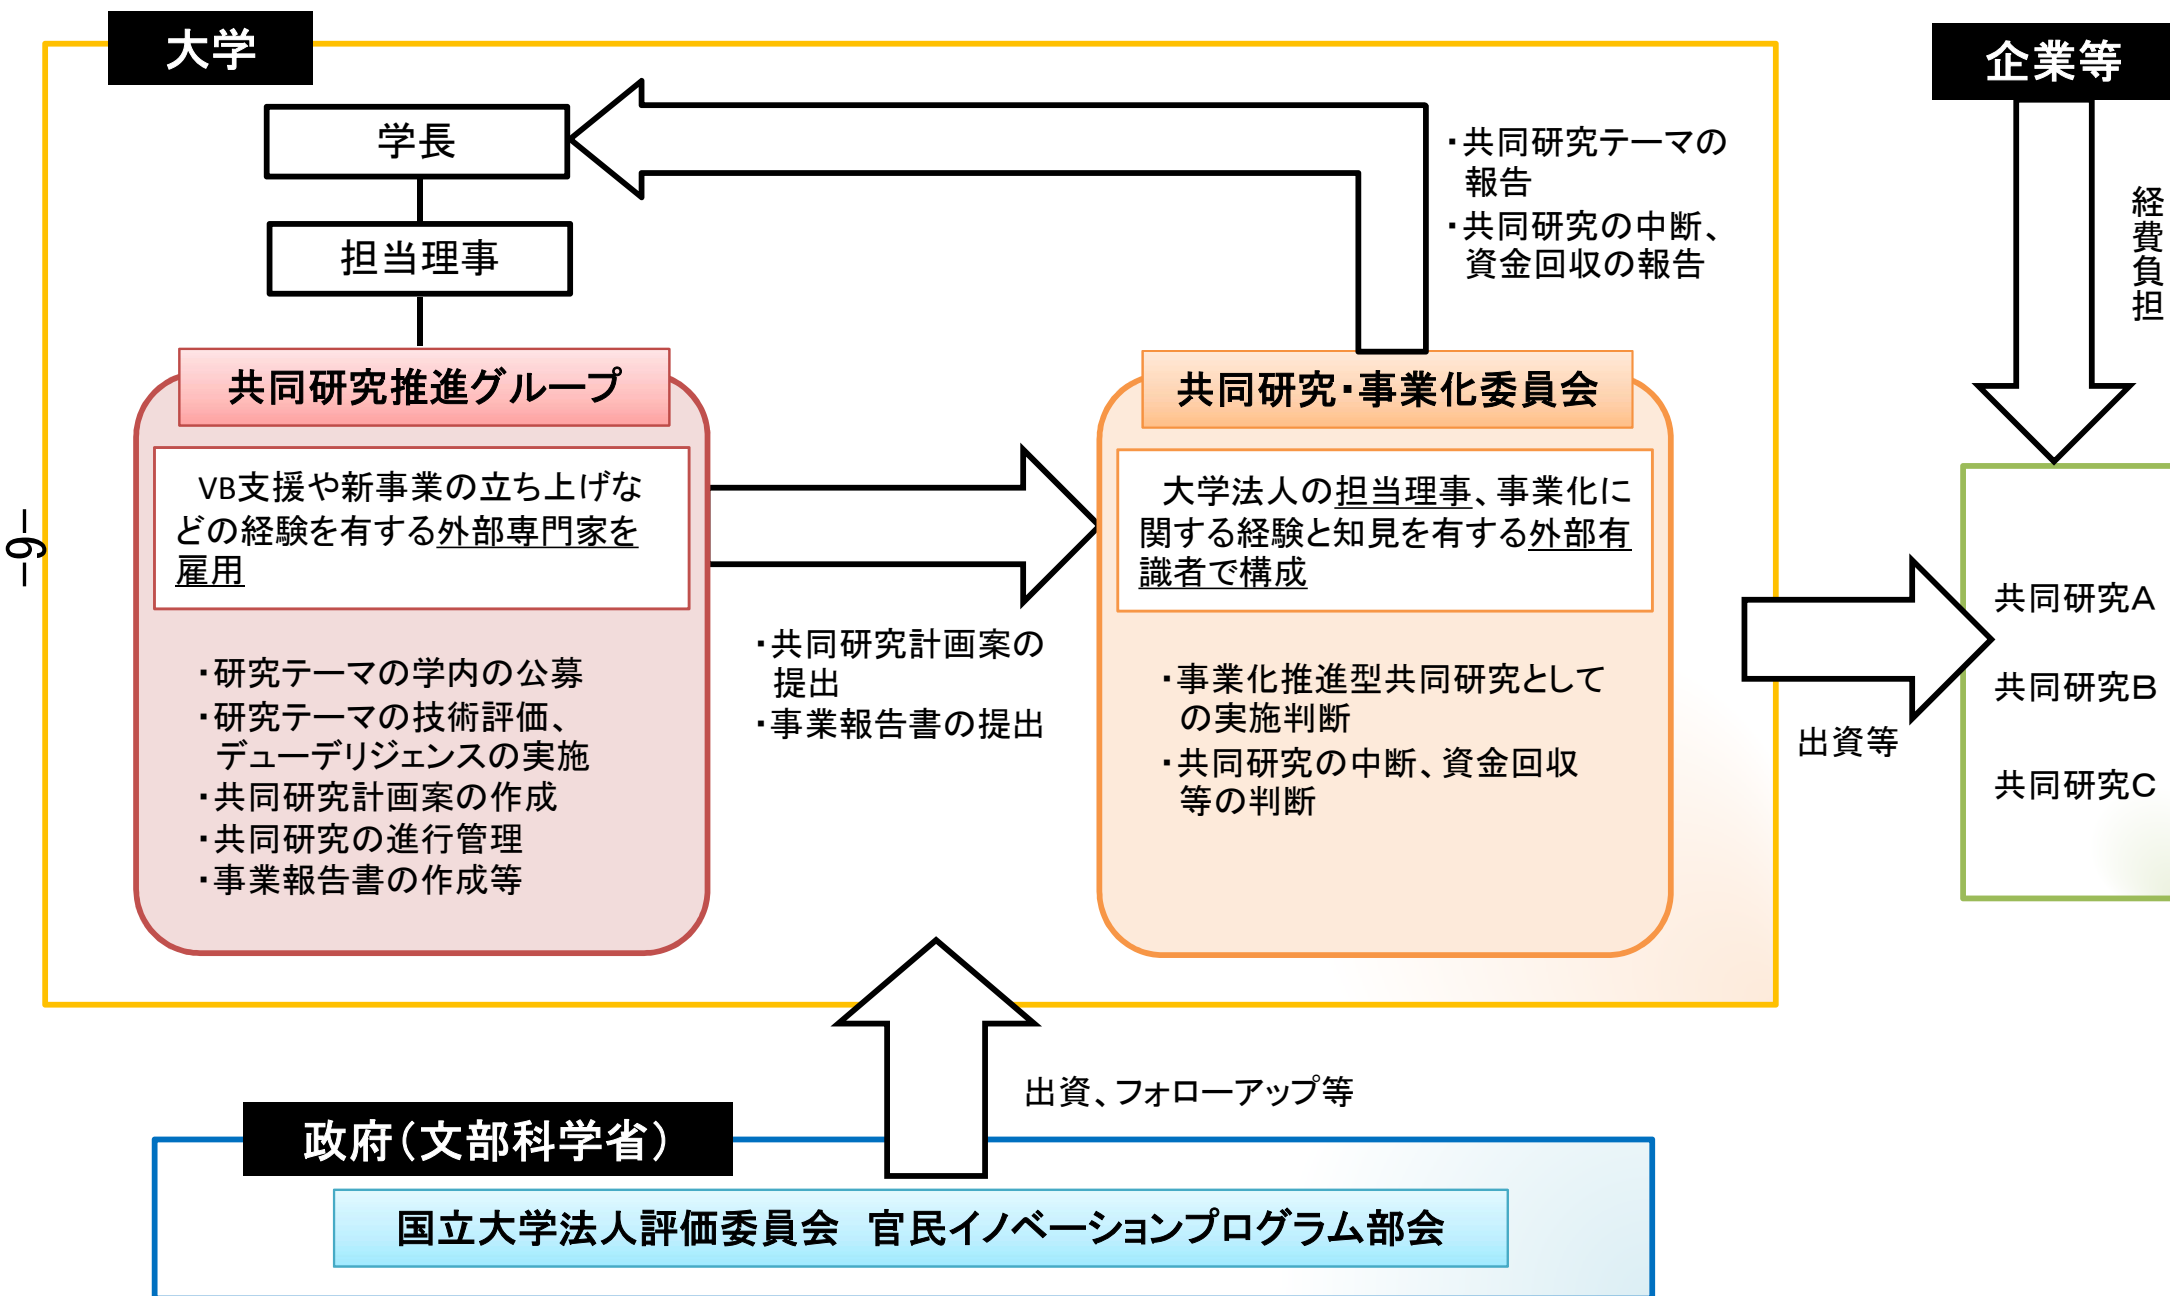 大学
企業等
学長
担当理事
・共同研究テーマの
報告
・共同研究の中断、
資金回収の報告
経費負担
共同研究推進グループ
VB支援や新事業の立ち上げな
どの経験を有する外部専門家を
雇用
・研究テーマの学内の公募
・研究テーマの技術評価、
デューデリジェンスの実施
・共同研究計画案の作成
・共同研究の進行管理
・事業報告書の作成等
・共同研究計画案の
提出
・事業報告書の提出
共同研究・事業化委員会
大学法人の担当理事、事業化に
関する経験と知見を有する外部有
識者で構成
・事業化推進型共同研究として
の実施判断
・共同研究の中断、資金回収
等の判断
出資等
共同研究A
共同研究B
共同研究C
出資、フォローアップ等
政府（文部科学省）
国立大学法人評価委員会　官民イノベーションプログラム部会
－9－